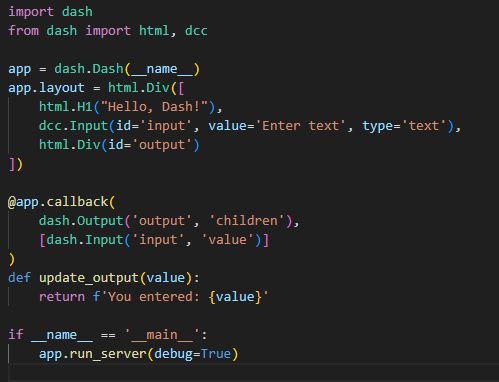 import dash
from dash import html, dcc

app = dash.Dash(__name__)
app.layout = html.Div([
    html.H1("Hello, Dash!"),
    dcc.Input(id='input', value='Enter text', type='text'),
    html.Div(id='output')
])

@app.callback(
    dash.Output('output', 'children'),
    [dash.Input('input', 'value')]
)
def update_output(value):
    return f'You entered: {value}'

if __name__ == '__main__':
    app.run_server(debug=True)